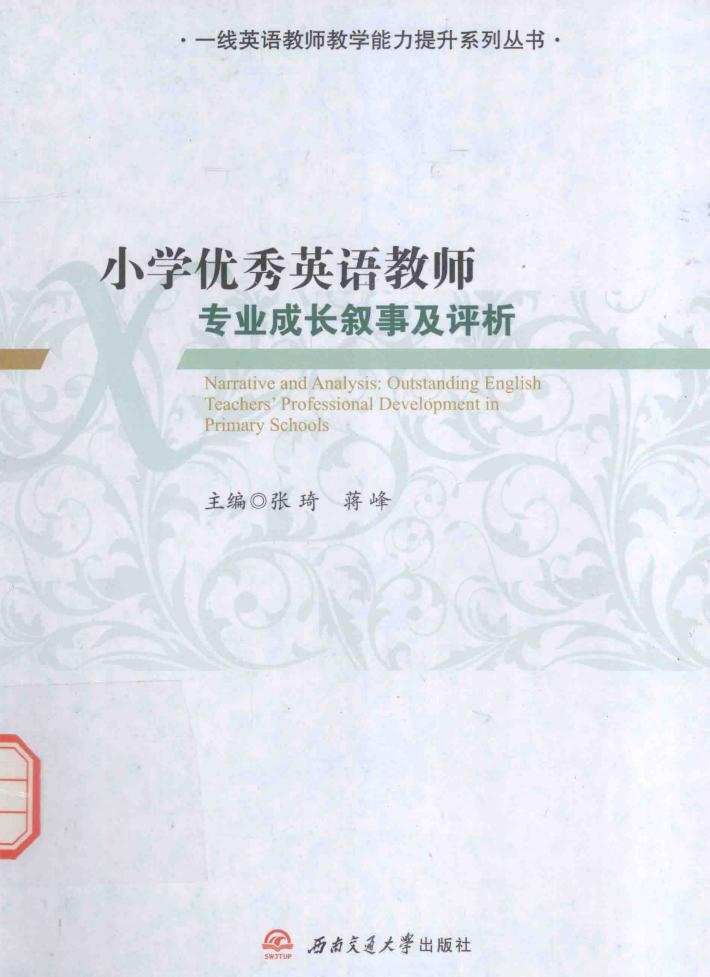 ·一线英语教师教学能力提升系列丛书·
小学优秀英语教师
专业成长叙事及评析
Narrative and Analysis: Outstanding English
Teachers' Professional Development in
Primary Schools
主编◎张琦 蒋峰
SWJTUP 西南交通大学出版社